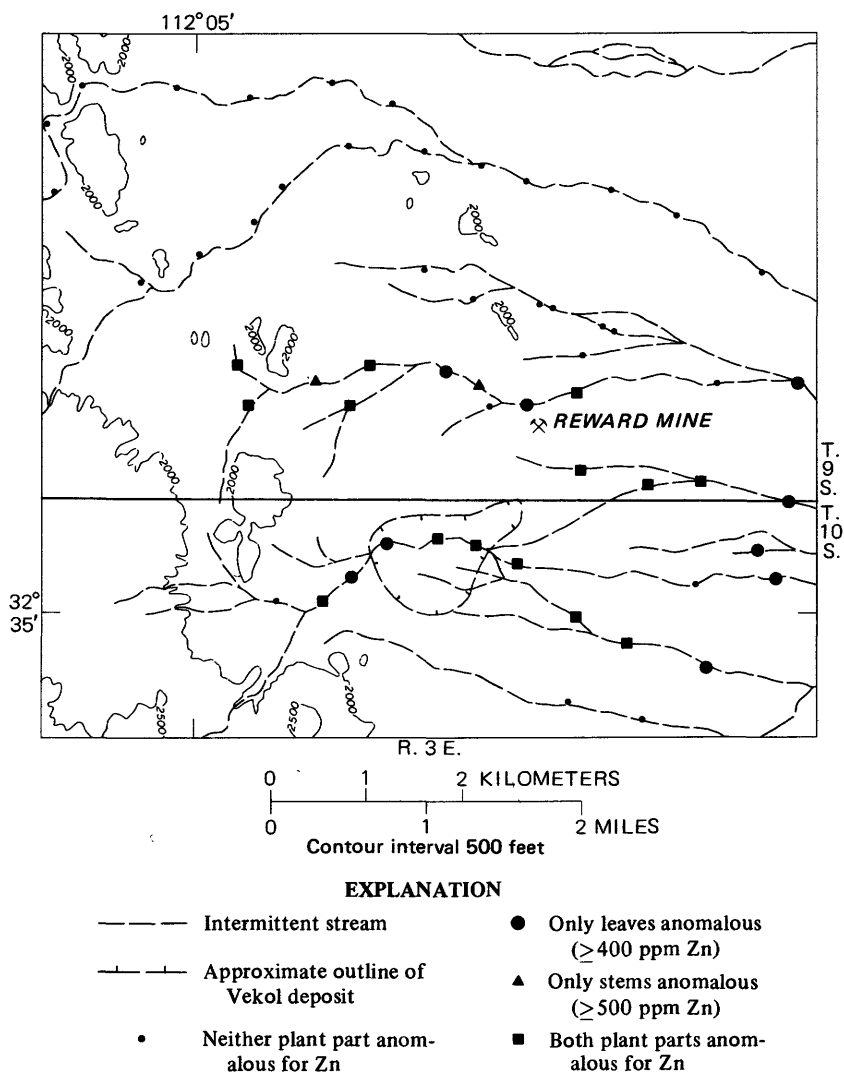 112° 05′
2000
2000
2000
2000
2000
2000
2000
2000
2000
REWARD MINE
T.
9
S.
2000
2000
T.
10
S.
32°
35′
2500
2500
2000
R. 3 E.
0 1 2 KILOMETERS
0 1 2 MILES
Contour interval 500 feet
EXPLANATION
Intermittent stream
Approximate outline of
Vekol deposit
Neither plant part anom-
alous for Zn
Only leaves anomalous
(≥400 ppm Zn)
Only stems anomalous
(≥500 ppm Zn)
Both plant parts anom-
alous for Zn